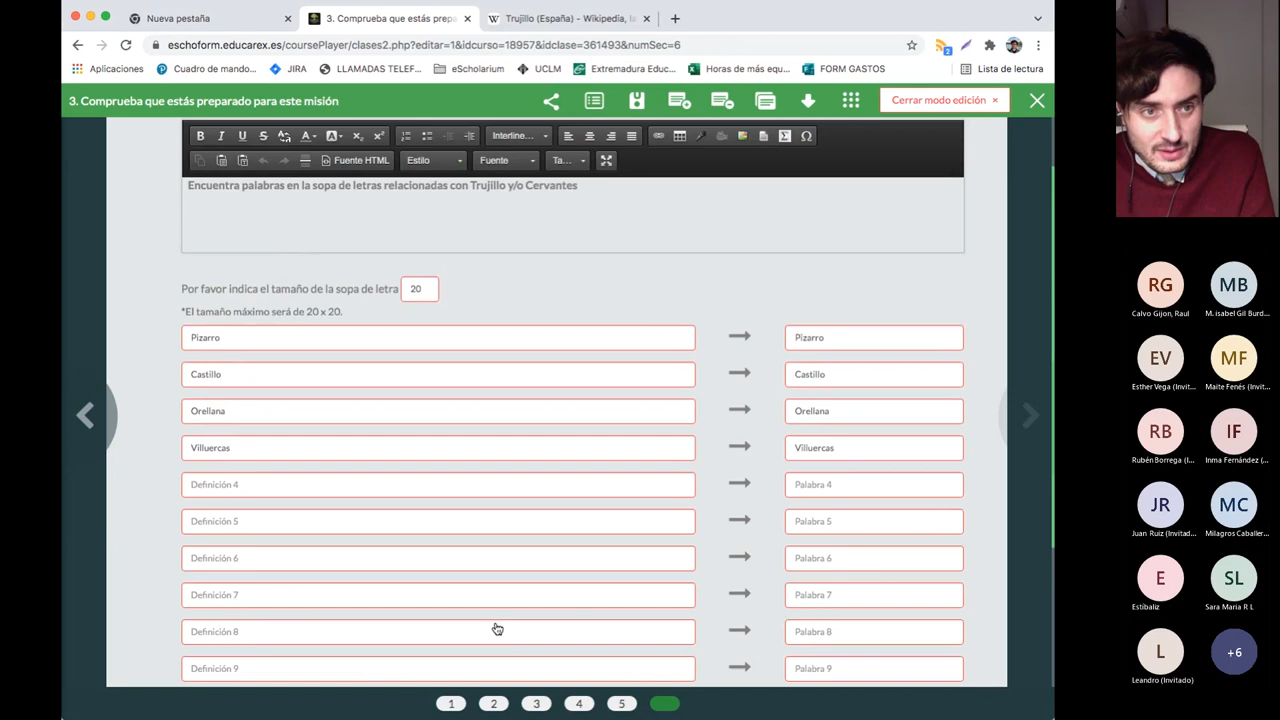 Nueva pestaña
3. Comprueba que estás prepa
Trujillo (España) - Wikipedia, la
eschoform.educarex.es/coursePlayer/clases2.php?editar=1&idcurso=18957&idclase=361493&numSec=6
2
Aplicaciones
Cuadro de mando...
JIRA
LLAMADAS TELEF...
eScholarium
UCLM
Extremadura Educ...
Horas de más equ...
FORM GASTOS
Lista de lectura
3. Comprueba que estás preparado para este misión
Cerrar modo edición ×
Interline...
Fuente HTML
Estilo
Fuente
Ta...
Encuentra palabras en la sopa de letras relacionadas con Trujillo y/o Cervantes
Por favor indica el tamaño de la sopa de letra 20
*El tamaño máximo será de 20 x 20.
Pizarro → Pizarro
Castillo → Castillo
Orellana → Orellana
Villuercas → Villuercas
Definición 4 → Palabra 4
Definición 5 → Palabra 5
Definición 6 → Palabra 6
Definición 7 → Palabra 7
Definición 8 → Palabra 8
Definición 9 → Palabra 9
1 2 3 4 5
RG MB
Calvo Gijon, Raul M. isabel Gil Burd...
EV MF
Esther Vega (Invit... Maite Fenés (Invit...
RB IF
Rubén Borrega (I... Inma Fernández (...
JR MC
Juan Ruiz (Invitad... Milagros Caballer...
E SL
Estíbaliz Sara Maria R L
L +6
Leandro (Invitado)